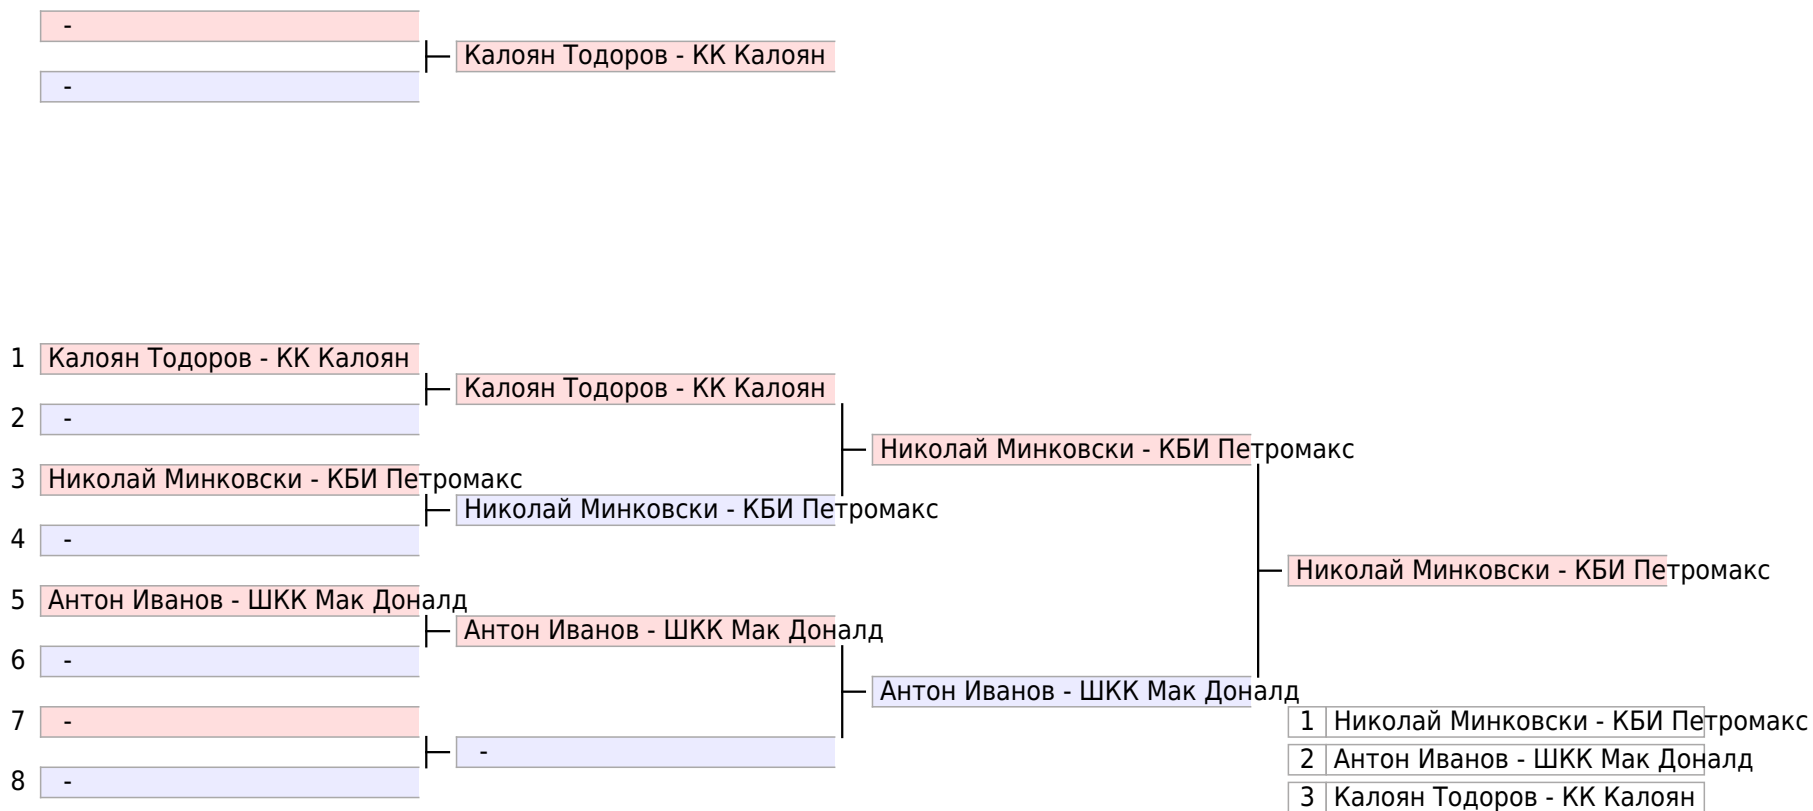 -
Калоян Тодоров - КК Калоян
-
1 Калоян Тодоров - КК Калоян
Калоян Тодоров - КК Калоян
2 -
Николай Минковски - КБИ Петромакс
3 Николай Минковски - КБИ Петромакс
Николай Минковски - КБИ Петромакс
4 -
Николай Минковски - КБИ Петромакс
5 Антон Иванов - ШКК Мак Доналд
Антон Иванов - ШКК Мак Доналд
6 -
Антон Иванов - ШКК Мак Доналд
7 -
1 Николай Минковски - КБИ Петромакс
-
2 Антон Иванов - ШКК Мак Доналд
8 -
3 Калоян Тодоров - КК Калоян